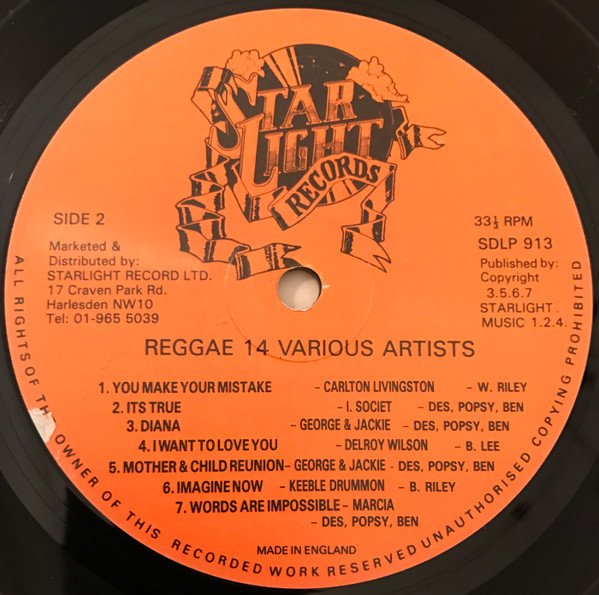 STAR
LIGHT
RECORDS
SIDE 2
33⅓ RPM
SDLP 913
Marketed &
Distributed by:
STARLIGHT RECORD LTD.
17 Craven Park Rd.
Harlesden NW10
Tel: 01-965 5039
Published by:
Copyright
3.5.6.7
STARLIGHT.
MUSIC 1.2.4.
REGGAE 14 VARIOUS ARTISTS
1. YOU MAKE YOUR MISTAKE - CARLTON LIVINGSTON - W. RILEY
2. ITS TRUE - I. SOCIET - DES, POPSY, BEN
3. DIANA - GEORGE & JACKIE - DES, POPSY, BEN
4. I WANT TO LOVE YOU - DELROY WILSON - B. LEE
5. MOTHER & CHILD REUNION - GEORGE & JACKIE - DES, POPSY, BEN
6. IMAGINE NOW - KEEBLE DRUMMON - B. RILEY
7. WORDS ARE IMPOSSIBLE - MARCIA
- DES, POPSY, BEN
MADE IN ENGLAND
ALL RIGHTS OF OWNER OF THIS RECORDED WORK RESERVED UNAUTHORISED COPYING PROHIBITED